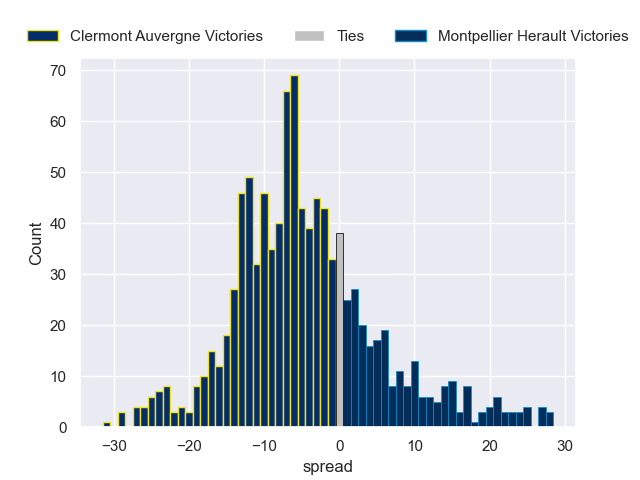 Clermont Auvergne Victories Ties Montpellier Herault Victories
70
60
50
40
30
20
10
0
Count
−30 −20 −10 0 10 20 30
spread